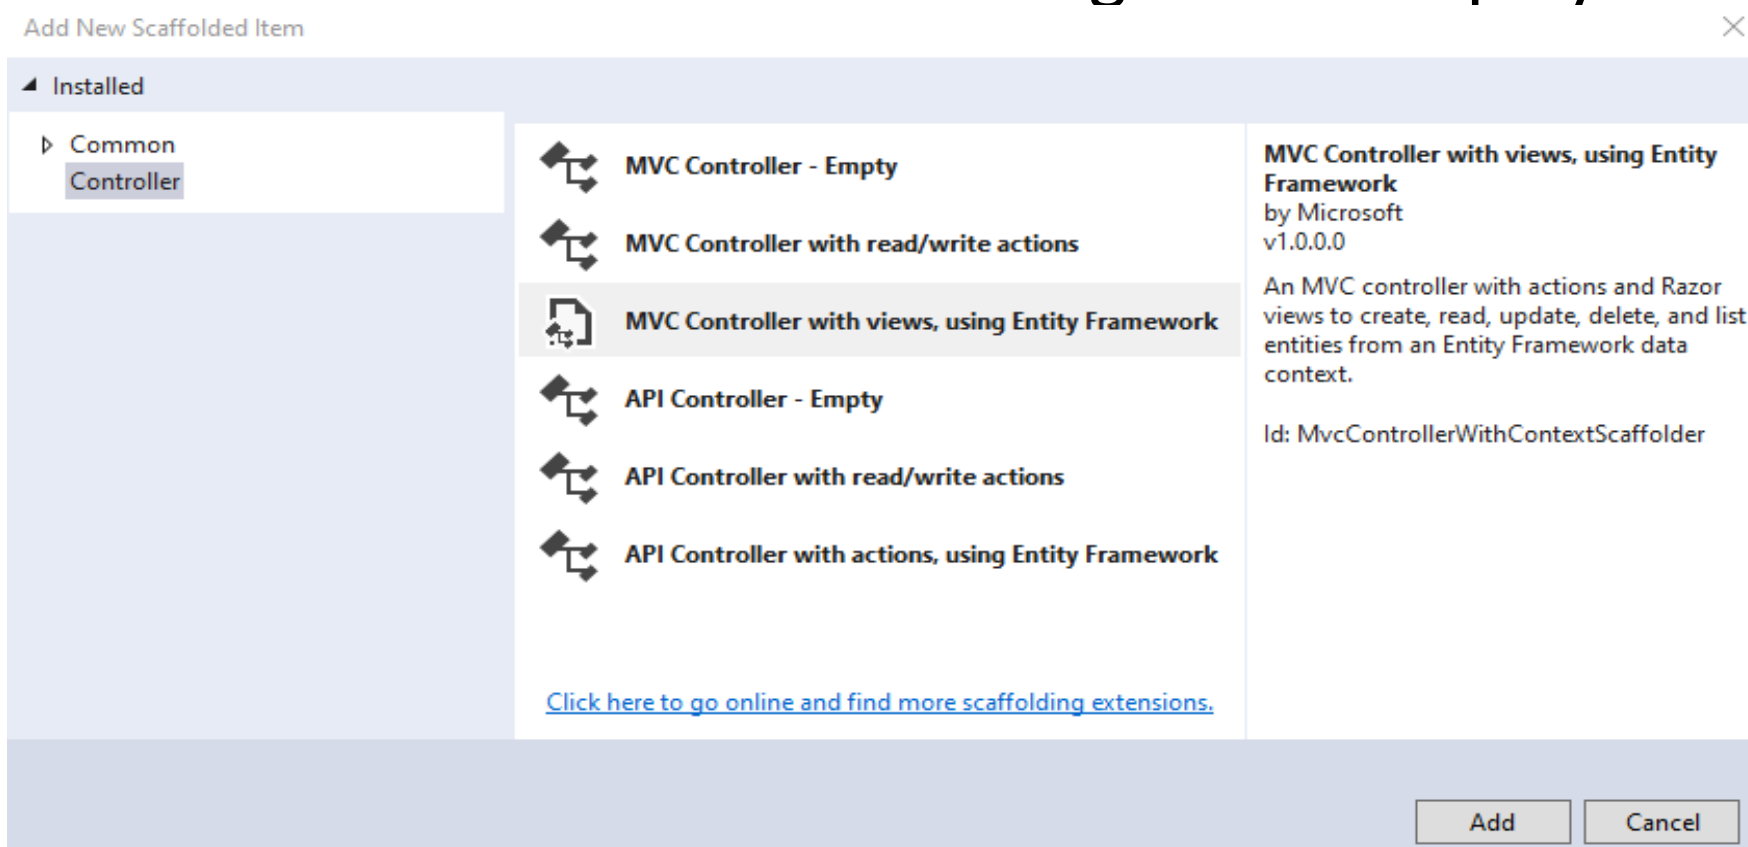 Add New Scaffolded Item
Installed
Common
Controller
MVC Controller - Empty
MVC Controller with read/write actions
MVC Controller with views, using Entity Framework
API Controller - Empty
API Controller with read/write actions
API Controller with actions, using Entity Framework
Click here to go online and find more scaffolding extensions.
MVC Controller with views, using Entity
Framework
by Microsoft
v1.0.0.0
An MVC controller with actions and Razor
views to create, read, update, delete, and list
entities from an Entity Framework data
context.
Id: MvcControllerWithContextScaffolder
Add
Cancel